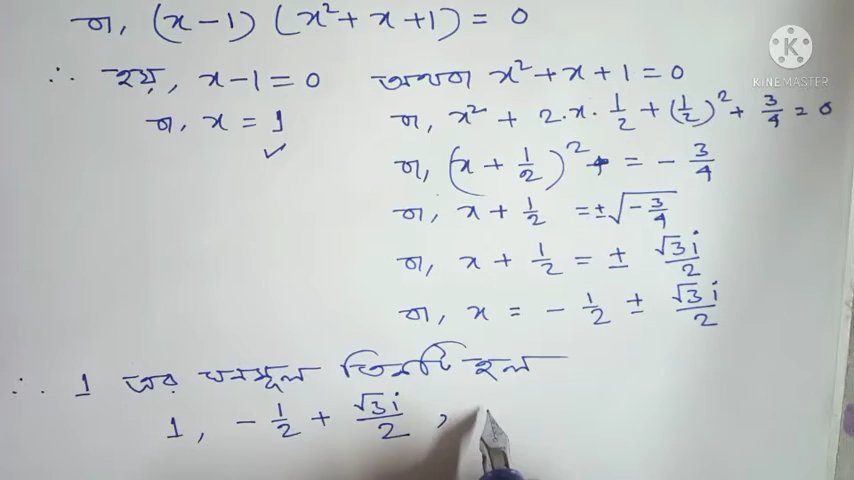 বা, (x-1) (x²+x+1) = 0
∴ হয়, x-1=0 অথবা x²+x+1=0
বা, x = 1 বা, x² + 2.x.1/2 + (1/2)² + 3/4 = 0
বা, (x + 1/2)² = - 3/4
বা, x + 1/2 = ±√(-3/4)
বা, x + 1/2 = ± √3i/2
বা, x = - 1/2 ± √3i/2
∴ 1 এর ঘনমূল তিনটি হল
1, - 1/2 + √3i/2 ,
K
KINEMASTER